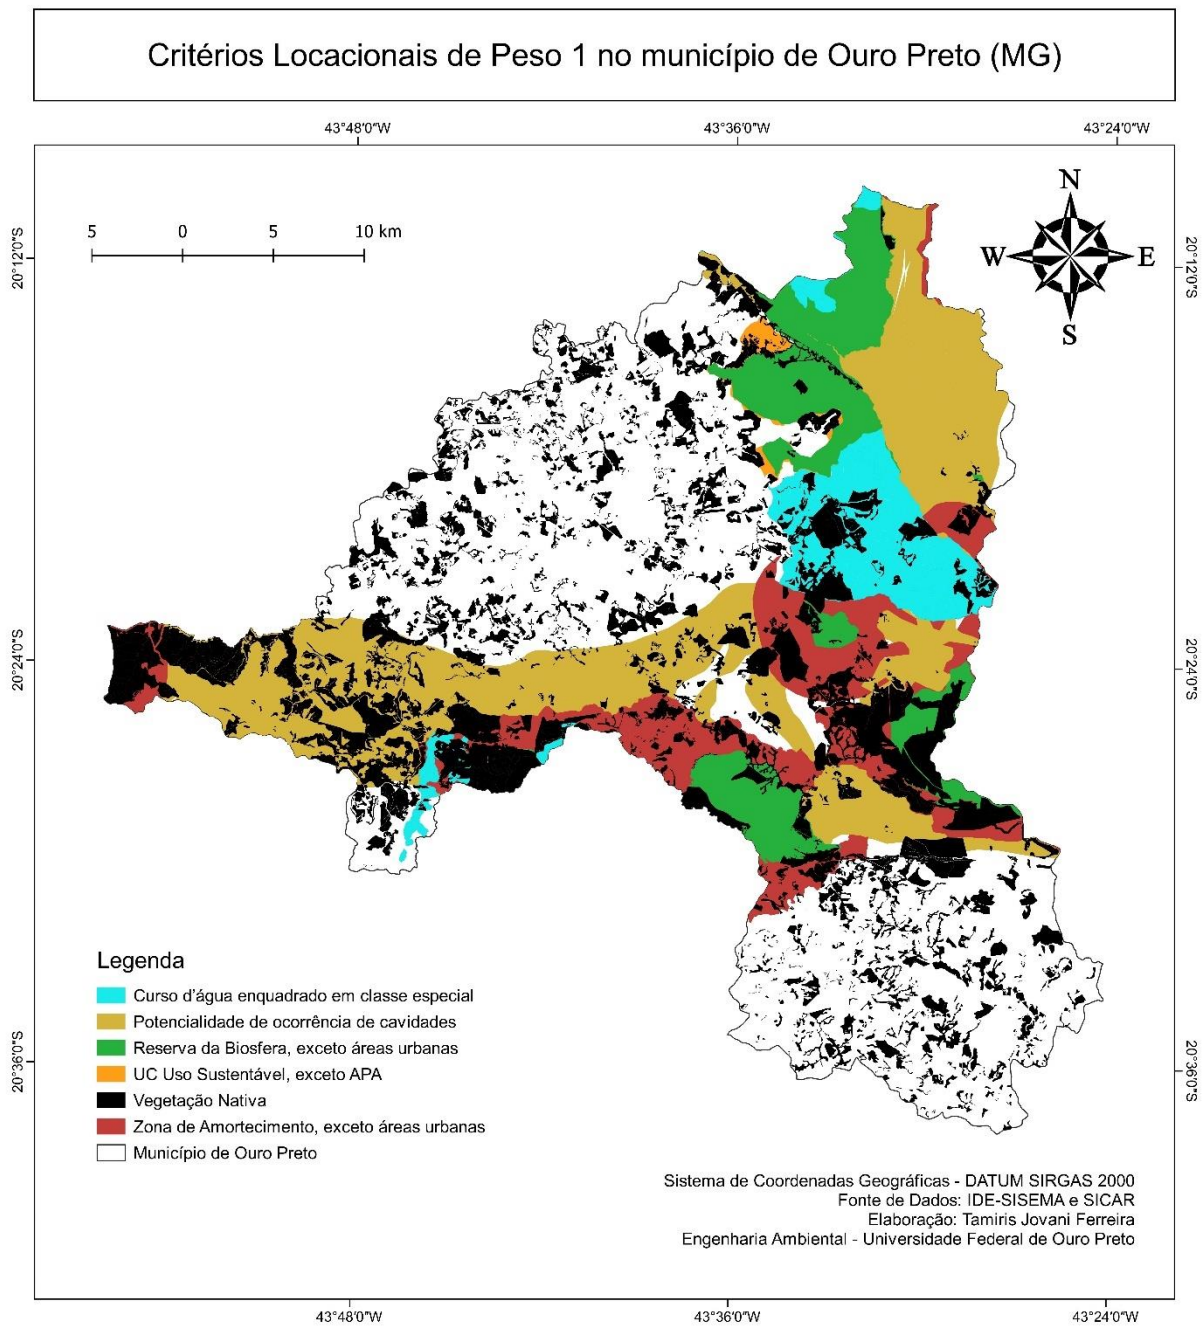 Critérios Locacionais de Peso 1 no município de Ouro Preto (MG)
43°48'0"W
43°36'0"W
43°24'0"W
N
W
E
S
5
0
5
10 km
20°12'0"S
20°12'0"S
20°24'0"S
20°24'0"S
20°36'0"S
20°36'0"S
Legenda
Curso d'água enquadrado em classe especial
Potencialidade de ocorrência de cavidades
Reserva da Biosfera, exceto áreas urbanas
UC Uso Sustentável, exceto APA
Vegetação Nativa
Zona de Amortecimento, exceto áreas urbanas
Município de Ouro Preto
Sistema de Coordenadas Geográficas - DATUM SIRGAS 2000
Fonte de Dados: IDE-SISEMA e SICAR
Elaboração: Tamiris Jovani Ferreira
Engenharia Ambiental - Universidade Federal de Ouro Preto
43°48'0"W
43°36'0"W
43°24'0"W